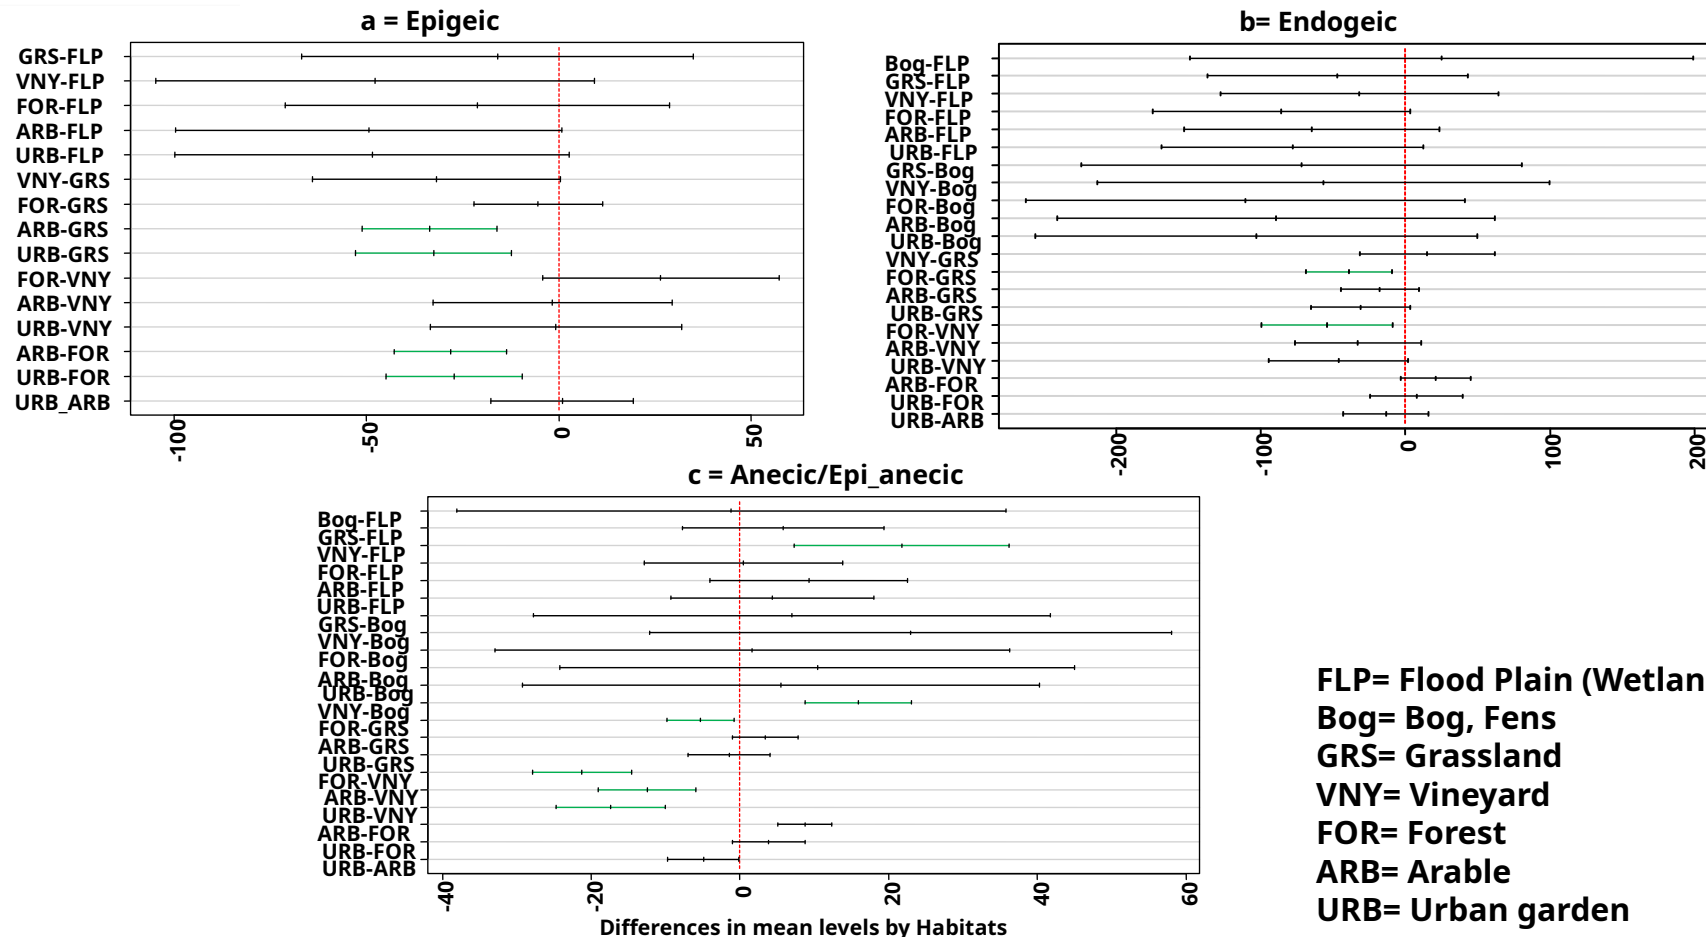 a = Epigeic
GRS-FLP
VNY-FLP
FOR-FLP
ARB-FLP
URB-FLP
VNY-GRS
FOR-GRS
ARB-GRS
URB-GRS
FOR-VNY
ARB-VNY
URB-VNY
ARB-FOR
URB-FOR
URB_ARB
-100
-50
0
50
b= Endogeic
Bog-FLP
GRS-FLP
VNY-FLP
FOR-FLP
ARB-FLP
URB-FLP
GRS-Bog
VNY-Bog
FOR-Bog
ARB-Bog
URB-Bog
VNY-GRS
FOR-GRS
ARB-GRS
URB-GRS
FOR-VNY
ARB-VNY
URB-VNY
ARB-FOR
URB-FOR
URB-ARB
-200
-100
0
100
200
c = Anecic/Epi_anecic
Bog-FLP
GRS-FLP
VNY-FLP
FOR-FLP
ARB-FLP
URB-FLP
GRS-Bog
VNY-Bog
FOR-Bog
ARB-Bog
URB-Bog
VNY-Bog
FOR-GRS
ARB-GRS
URB-GRS
FOR-VNY
ARB-VNY
URB-VNY
ARB-FOR
URB-FOR
URB-ARB
-40
-20
0
20
40
60
Differences in mean levels by Habitats
FLP= Flood Plain (Wetlan
Bog= Bog, Fens
GRS= Grassland
VNY= Vineyard
FOR= Forest
ARB= Arable
URB= Urban garden